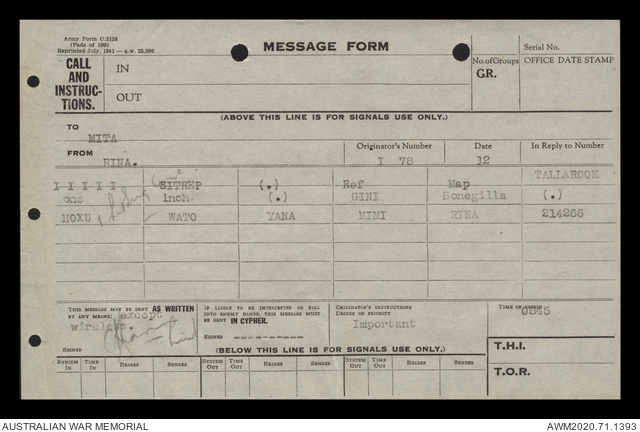 Army Form C.2128
(Pads of 100)
Reprinted July, 1941 — a.w. 25,000
MESSAGE FORM
Serial No.
CALL AND INSTRUC-TIONS.
IN
OUT
No. of Groups
GR.
OFFICE DATE STAMP
(ABOVE THIS LINE IS FOR SIGNALS USE ONLY.)
TO
MITA
FROM
RINA.
Originator's Number
I 78
Date
12
In Reply to Number
TALLAROOK
I I I I I SITREP (.) Ref Map
one inch (.) GINI Bonegilla (.)
HOXU WATO YANA MIMI RINA 214266
THIS MESSAGE MAY BE SENT AS WRITTEN
BY ANY MEANS: except
wireless.
SIGNED
IF LIABLE TO BE INTERCEPTED OR FALL
INTO ENEMY HANDS, THIS MESSAGE MUST
BE SENT IN CYPHER.
SIGNED
ORIGINATOR'S INSTRUCTIONS
DEGREE OF PRIORITY
Important
TIME OF ORIGIN
0845
T.H.I.
T.O.R.
(BELOW THIS LINE IS FOR SIGNALS USE ONLY.)
SYSTEM IN TIME IN READER SENDER SYSTEM OUT TIME OUT READER SENDER SYSTEM OUT TIME OUT READER SENDER
AUSTRALIAN WAR MEMORIAL
AWM2020.71.1393